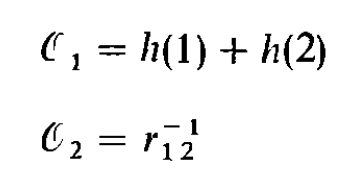 𝒪₁ = h(1) + h(2)
𝒪₂ = r₁₂⁻¹